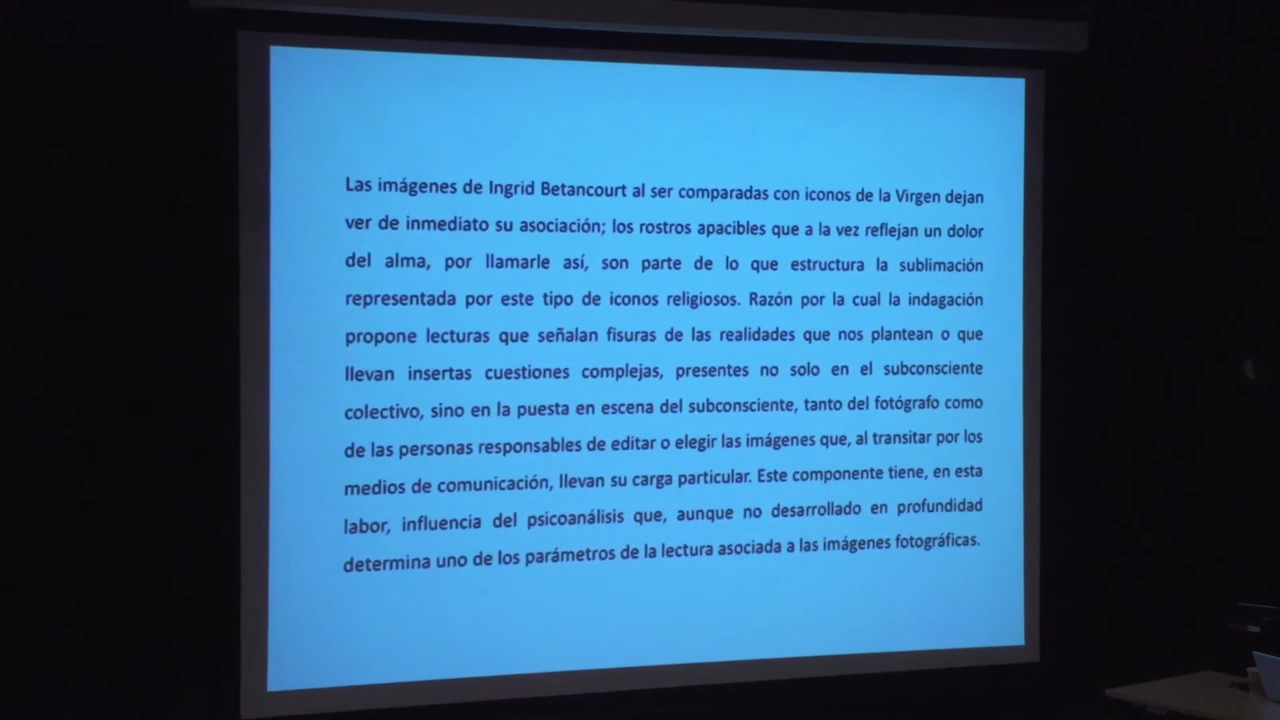 Las imágenes de Ingrid Betancourt al ser comparadas con iconos de la Virgen dejan
ver de inmediato su asociación; los rostros apacibles que a la vez reflejan un dolor
del alma, por llamarle así, son parte de lo que estructura la sublimación
representada por este tipo de iconos religiosos. Razón por la cual la indagación
propone lecturas que señalan fisuras de las realidades que nos plantean o que
llevan insertas cuestiones complejas, presentes no solo en el subconsciente
colectivo, sino en la puesta en escena del subconsciente, tanto del fotógrafo como
de las personas responsables de editar o elegir las imágenes que, al transitar por los
medios de comunicación, llevan su carga particular. Este componente tiene, en esta
labor, influencia del psicoanálisis que, aunque no desarrollado en profundidad
determina uno de los parámetros de la lectura asociada a las imágenes fotográficas.